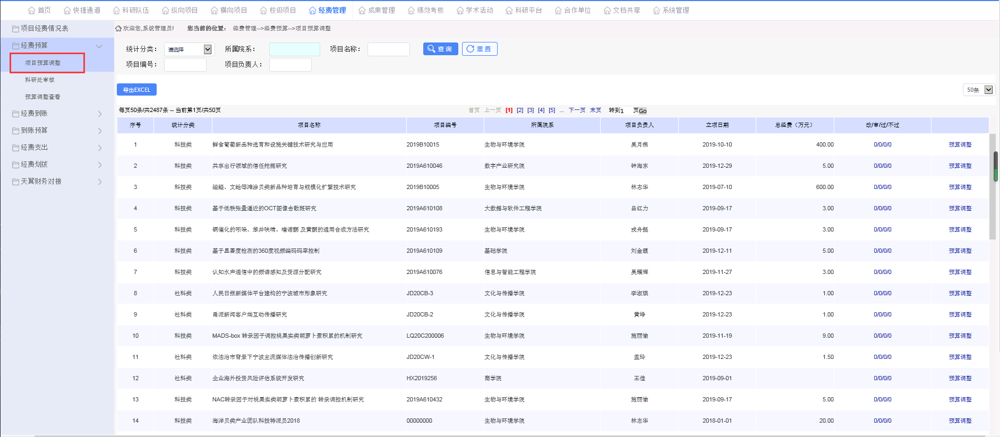 首页 快捷通道 科研队伍 纵向项目 横向项目 校级项目 经费管理 成果管理 绩效考核 学术活动 科研平台 合作单位 文档共享 系统管理
项目经费情况表
经费预算
项目预算调整
科研处审核
预算调整查看
经费到账
到账预算
经费支出
经费划拨
天翼财务对接
欢迎您,系统管理员! 您当前的位置: 经费管理-->经费预算-->项目预算调整
统计分类: 请选择 所属院系: 项目名称: 查 询 重 置
项目编号: 项目负责人:
导出EXCEL 50条
每页50条/共2487条 -- 当前第1页/共50页 首页 上一页 [1] [2] [3] [4] [5] ... 下一页 末页 转到1 页Go
序号 统计分类 项目名称 项目编号 所属院系 项目负责人 立项日期 总经费（万元） 改/审/过/不过
1 科技类 鲜食葡萄新品种选育和设施关键技术研究与应用 2019B10015 生物与环境学院 吴月燕 2019-10-10 400.00 0/0/0/0 预算调整
2 科技类 共享出行领域的信任挖掘研究 2019A610046 数字产业研究院 钟海东 2019-12-29 5.00 0/0/0/0 预算调整
3 科技类 缢蛏、文蛤等滩涂贝类新品种培育与规模化扩繁技术研究 2019B10005 生物与环境学院 林志华 2019-07-10 600.00 0/0/0/0 预算调整
4 科技类 基于低秩张量逼近的OCT图像去散斑研究 2019A610108 大数据与软件工程学院 吕红力 2019-09-17 3.00 0/0/0/0 预算调整
5 科技类 铜催化的吲哚、苯并呋喃、喹诺酮 及黄酮的通用合成方法研究 2019A610193 生物与环境学院 2019-09-17 3.00 0/0/0/0 预算调整
6 科技类 基于显著度检测的360度视频编码码率控制 2019A610109 基础学院 刘金霞 2019-12-11 5.00 0/0/0/0 预算调整
7 科技类 认知水声通信中的频谱感知及资源分配研究 2019A610076 信息与智能工程学院 吴耀辉 2019-11-27 3.00 0/0/0/0 预算调整
8 社科类 人民日报新媒体平台建构的宁波城市形象研究 JD20CB-3 文化与传播学院 李淑瑛 2019-12-23 1.00 0/0/0/0 预算调整
9 社科类 甬派新闻客户端互动传播研究 JD20CB-2 文化与传播学院 黄峥 2019-12-23 1.00 0/0/0/0 预算调整
10 科技类 MADS-box 转录因子调控桃果实类胡萝卜素积累的机制研究 LQ20C200006 生物与环境学院 施丽愉 2019-11-19 9.00 0/0/0/0 预算调整
11 社科类 依法治市背景下宁波主流媒体法治传播创新研究 JD20CW-1 文化与传播学院 孟玲 2019-12-23 1.50 0/0/0/0 预算调整
12 社科类 企业海外投资风险评估系统开发研究 HX2019256 商学院 王佳 2019-09-01 0/0/0/0 预算调整
13 科技类 NAC转录因子对桃果实类胡萝卜素积累的 转录调控机制研究 2019A610432 生物与环境学院 施丽愉 2019-09-17 5.00 0/0/0/0 预算调整
14 科技类 海洋贝类产业团队科技特派员2018 00000000 生物与环境学院 林志华 2018-01-01 20.00 0/0/0/0 预算调整